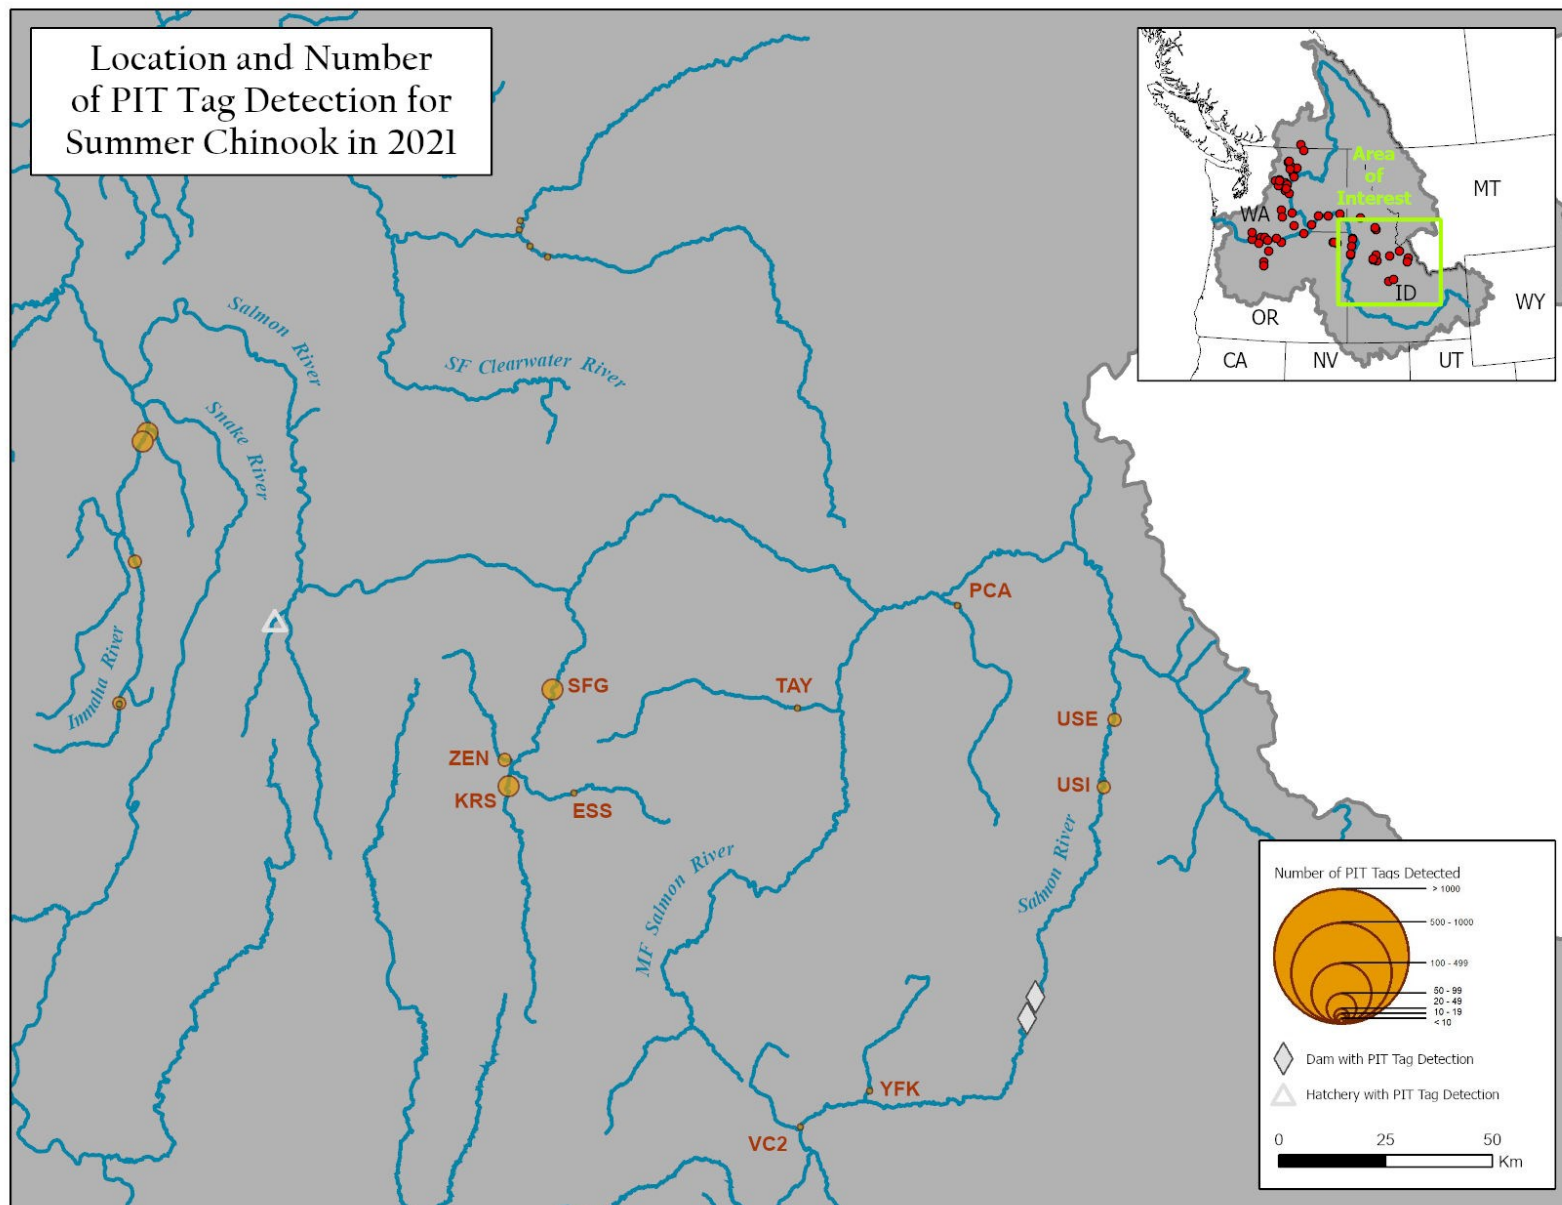 Location and Number
of PIT Tag Detection for
Summer Chinook in 2021
Area
of
Interest
WA
MT
OR
ID
WY
CA
NV
UT
Salmon River
SF Clearwater River
Snake River
Inmaha River
PCA
SFG
TAY
USE
ZEN
USI
KRS
ESS
Salmon River
MF Salmon River
YFK
VC2
Number of PIT Tags Detected
> 1000
500 - 1000
100 - 499
50 - 99
20 - 49
10 - 19
< 10
Dam with PIT Tag Detection
Hatchery with PIT Tag Detection
0 25 50
Km